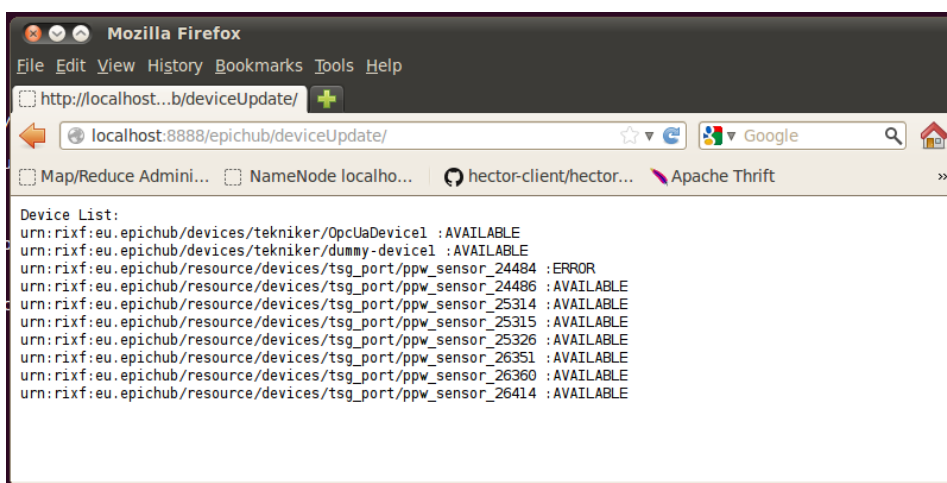 Mozilla Firefox
File Edit View History Bookmarks Tools Help
http://localhost...b/deviceUpdate/
localhost:8888/epichub/deviceUpdate/ Google
Map/Reduce Admini... NameNode localho... hector-client/hector... Apache Thrift »
Device List:
urn:rixf:eu.epichub/devices/tekniker/OpcUaDevice1 :AVAILABLE
urn:rixf:eu.epichub/devices/tekniker/dummy-device1 :AVAILABLE
urn:rixf:eu.epichub/resource/devices/tsg_port/ppw_sensor_24484 :ERROR
urn:rixf:eu.epichub/resource/devices/tsg_port/ppw_sensor_24486 :AVAILABLE
urn:rixf:eu.epichub/resource/devices/tsg_port/ppw_sensor_25314 :AVAILABLE
urn:rixf:eu.epichub/resource/devices/tsg_port/ppw_sensor_25315 :AVAILABLE
urn:rixf:eu.epichub/resource/devices/tsg_port/ppw_sensor_25326 :AVAILABLE
urn:rixf:eu.epichub/resource/devices/tsg_port/ppw_sensor_26351 :AVAILABLE
urn:rixf:eu.epichub/resource/devices/tsg_port/ppw_sensor_26360 :AVAILABLE
urn:rixf:eu.epichub/resource/devices/tsg_port/ppw_sensor_26414 :AVAILABLE